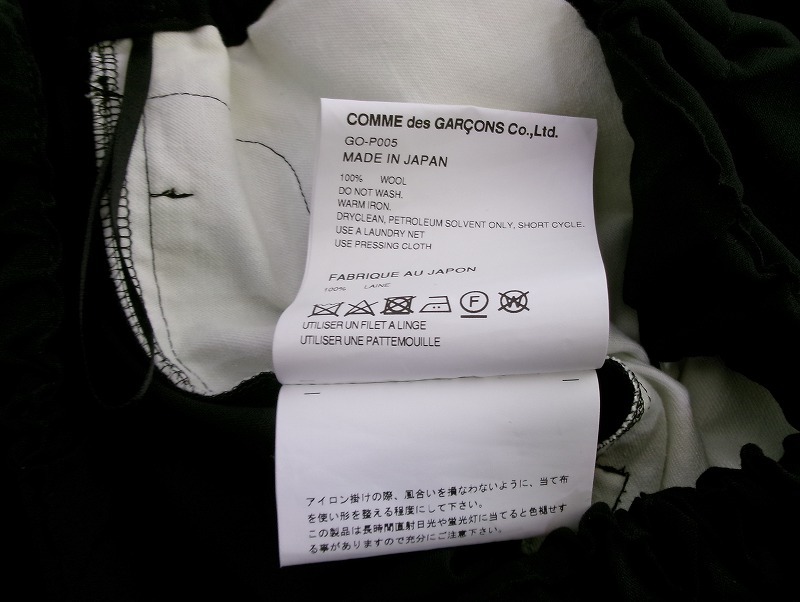 COMME des GARÇONS Co.,Ltd.
GO-P005
MADE IN JAPAN
100% WOOL
DO NOT WASH.
WARM IRON.
DRYCLEAN, PETROLEUM SOLVENT ONLY, SHORT CYCLE.
USE A LAUNDRY NET
USE PRESSING CLOTH
FABRIQUE AU JAPON
100% LAINE
F W
UTILISER UN FILET A LINGE
UTILISER UNE PATTEMOUILLE
アイロン掛けの際、風合いを損なわないように、当て布
を使い形を整える程度にして下さい。
この製品は長時間直射日光や蛍光灯に当てると色褪せす
る事がありますので充分にご注意下さい。